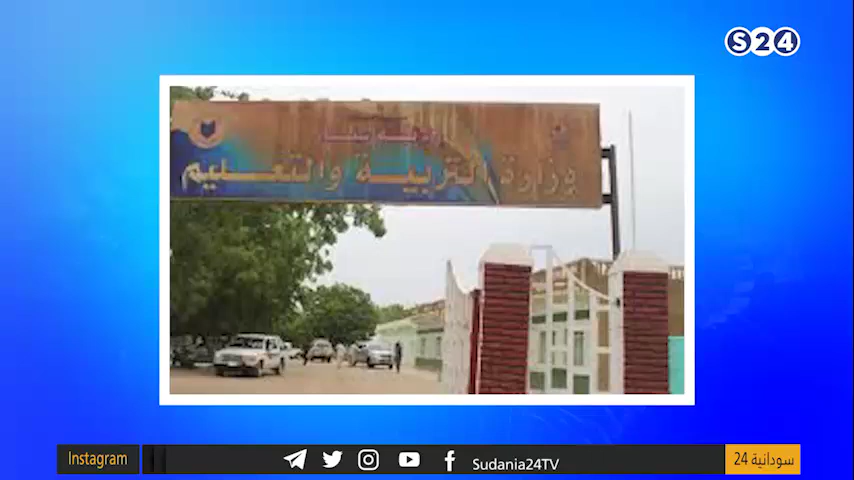 S24
وزارة التربية والتعليم
Instagram
Sudania24TV
سودانية 24